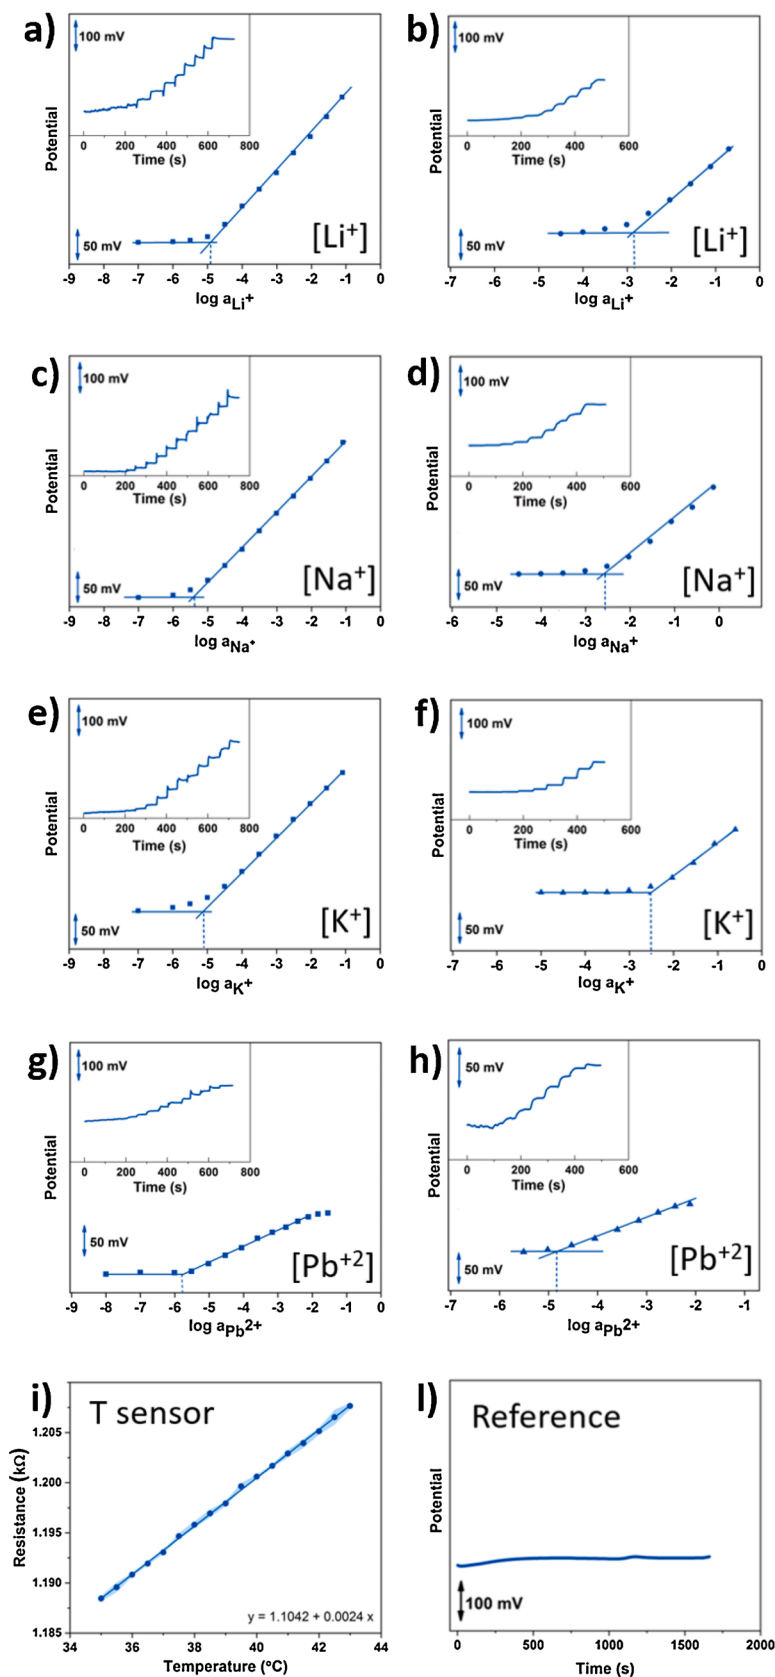 a)
100 mV
0 200 400 600 800
Time (s)
Potential
50 mV
[Li+]
-9 -8 -7 -6 -5 -4 -3 -2 -1 0
log aLi+
b)
100 mV
0 200 400 600
Time (s)
Potential
50 mV
[Li+]
-7 -6 -5 -4 -3 -2 -1 0
log aLi+
c)
100 mV
0 200 400 600 800
Time (s)
Potential
50 mV
[Na+]
-9 -8 -7 -6 -5 -4 -3 -2 -1 0
log aNa+
d)
100 mV
0 200 400 600
Time (s)
Potential
50 mV
[Na+]
-6 -5 -4 -3 -2 -1 0
log aNa+
e)
100 mV
0 200 400 600 800
Time (s)
Potential
50 mV
[K+]
-9 -8 -7 -6 -5 -4 -3 -2 -1 0
log aK+
f)
100 mV
0 200 400 600
Time (s)
Potential
50 mV
[K+]
-7 -6 -5 -4 -3 -2 -1 0
log aK+
g)
100 mV
0 200 400 600 800
Time (s)
Potential
50 mV
[Pb+2]
-9 -8 -7 -6 -5 -4 -3 -2 -1 0
log aPb2+
h)
50 mV
0 200 400 600
Time (s)
Potential
50 mV
[Pb+2]
-7 -6 -5 -4 -3 -2 -1
log aPb2+
i)
T sensor
Resistance (kΩ)
1.205
1.200
1.195
1.190
1.185
y = 1.1042 + 0.0024 x
34 36 38 40 42 44
Temperature (ºC)
l)
Reference
Potential
100 mV
0 500 1000 1500 2000
Time (s)